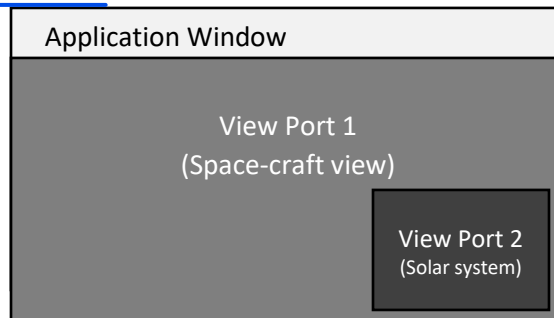 Application Window
View Port 1
(Space-craft view)
View Port 2
(Solar system)